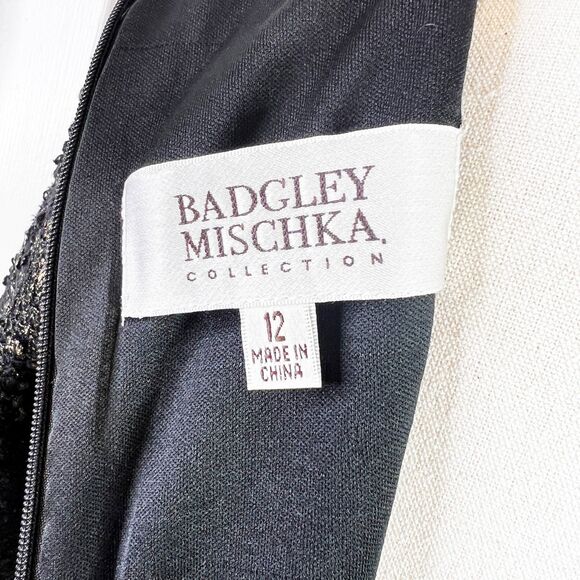 BADGLEY
MISCHKA.
COLLECTION
12
MADE IN
CHINA